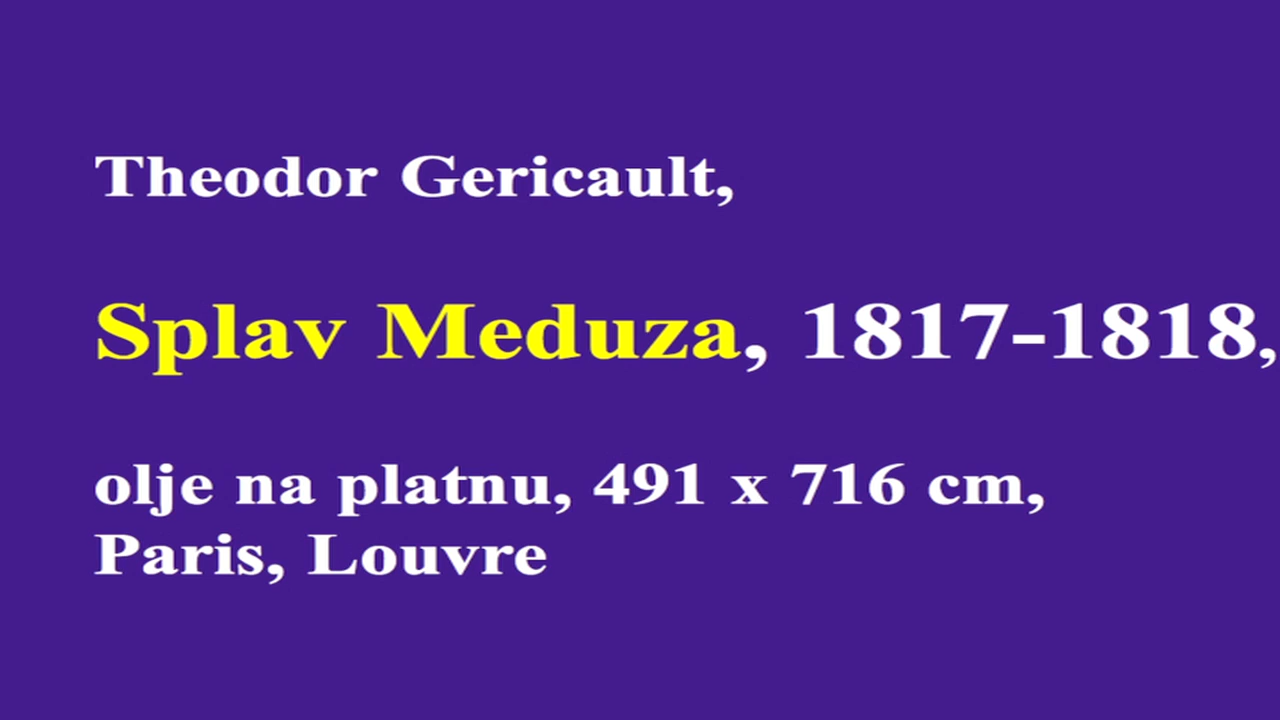 Theodor Gericault,
Splav Meduza, 1817-1818,
olje na platnu, 491 x 716 cm,
Paris, Louvre